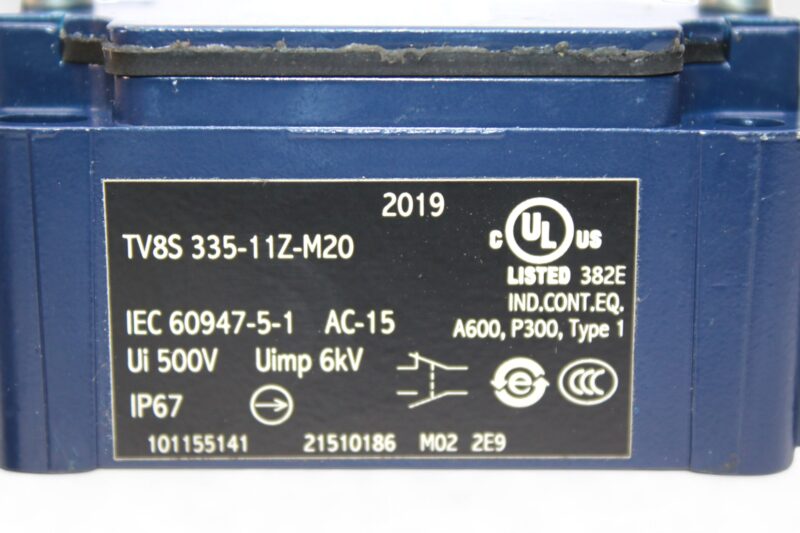 2019
TV8S 335-11Z-M20
C UL US
LISTED 382E
IND.CONT.EQ.
A600, P300, Type 1
IEC 60947-5-1 AC-15
Ui 500V Uimp 6kV
IP67
e CCC
101155141 21510186 M02 2E9